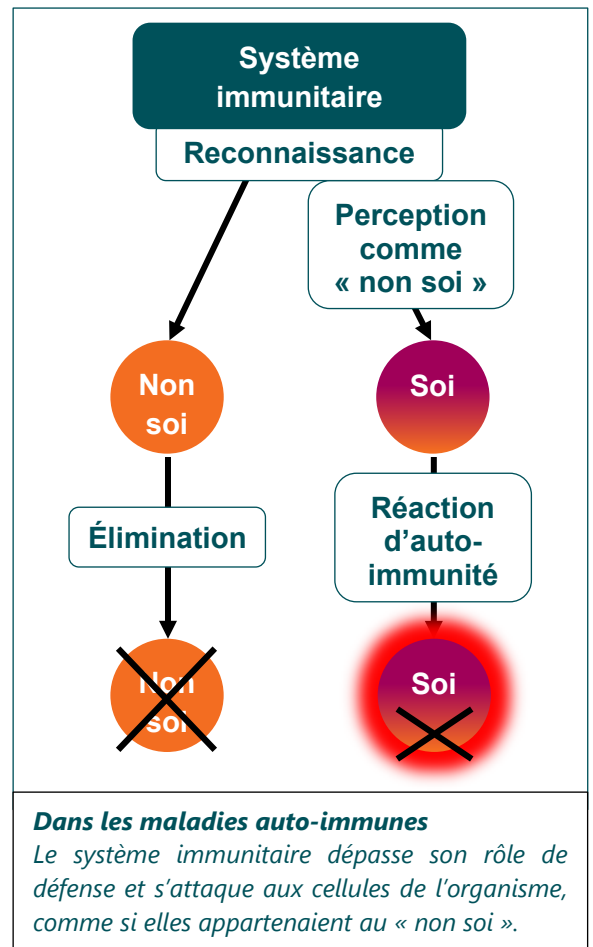 Système
immunitaire
Reconnaissance
Perception
comme
« non soi »
Non
soi
Soi
Élimination
Réaction
d’auto-
immunité
Non
soi
Soi
Dans les maladies auto-immunes
Le système immunitaire dépasse son rôle de
défense et s’attaque aux cellules de l’organisme,
comme si elles appartenaient au « non soi ».